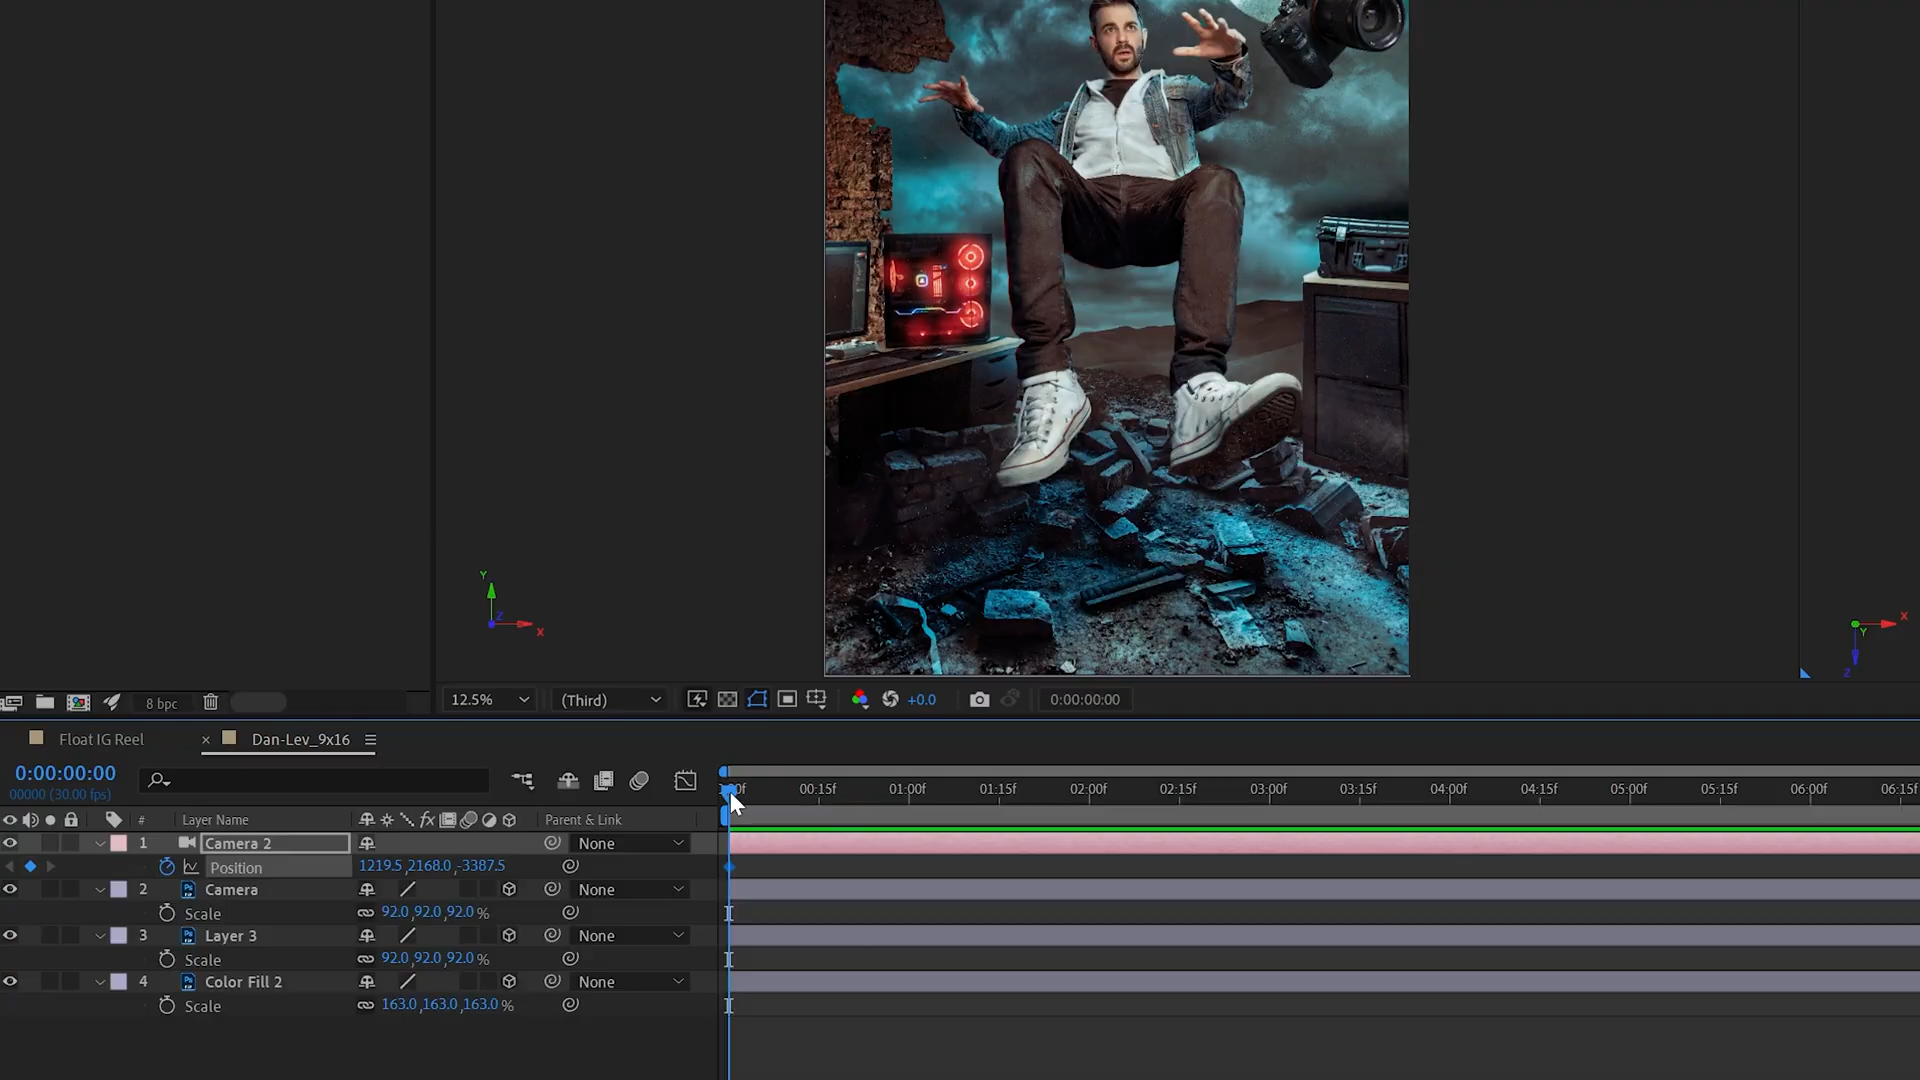 Y
Z
X
X
Y
Z
8 bpc
12.5%
(Third)
+0.0
0:00:00:00
Float IG Reel
× Dan-Lev_9x16
0:00:00:00
00000 (30.00 fps)
00:15f 01:00f 01:15f 02:00f 02:15f 03:00f 03:15f 04:00f 04:15f 05:00f 05:15f 06:00f 06:15f
# Layer Name fx Parent & Link
1 Camera 2 None
Position 1219.5,2168.0,-3387.5
2 Ps Camera None
Scale 92.0,92.0,92.0 %
3 Ps Layer 3 None
Scale 92.0,92.0,92.0 %
4 Ps Color Fill 2 None
Scale 163.0,163.0,163.0 %